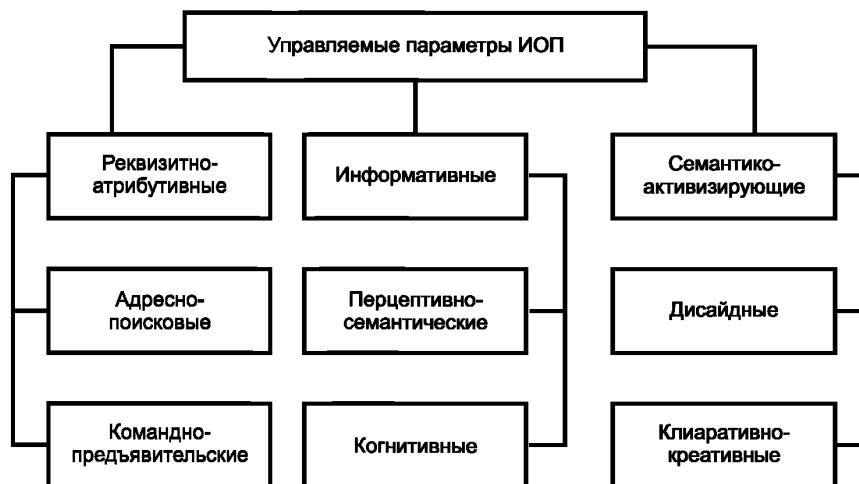 Управляемые параметры ИОП
Реквизитно-
атрибутивные
Информативные
Семантико-
активизирующие
Адресно-
поисковые
Перцептивно-
семантические
Дисайдные
Командно-
предъявительские
Когнитивные
Клиаративно-
креативные